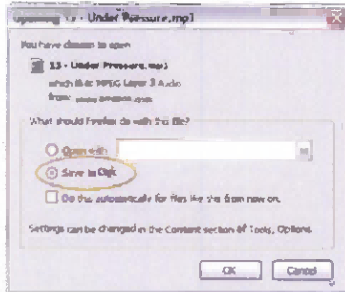 Opening 13 - Under Pressure.mp3
You have chosen to open
13 - Under Pressure.mp3
which is a: MPEG Layer 3 Audio
from:
What should Firefox do with this file?
Open with
Save to Disk
Do this automatically for files like this from now on.
Settings can be changed in the Content section of Tools, Options.
OK
Cancel